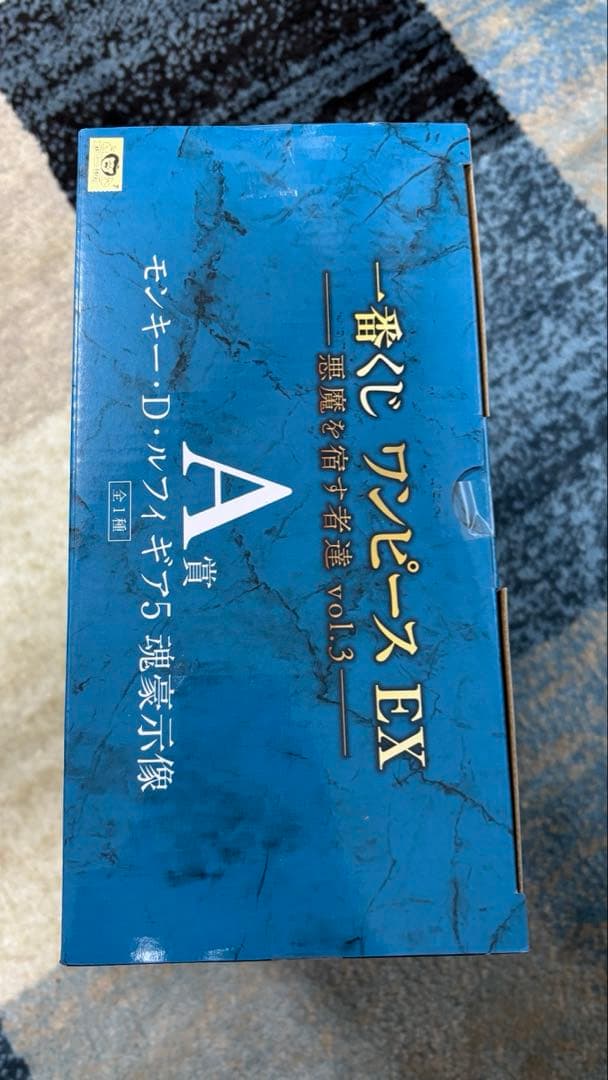 一番くじ ワンピース EX
悪魔を宿す者達 vol.3
A賞
モンキー・D・ルフィ ギア5 魂豪示像
全1種